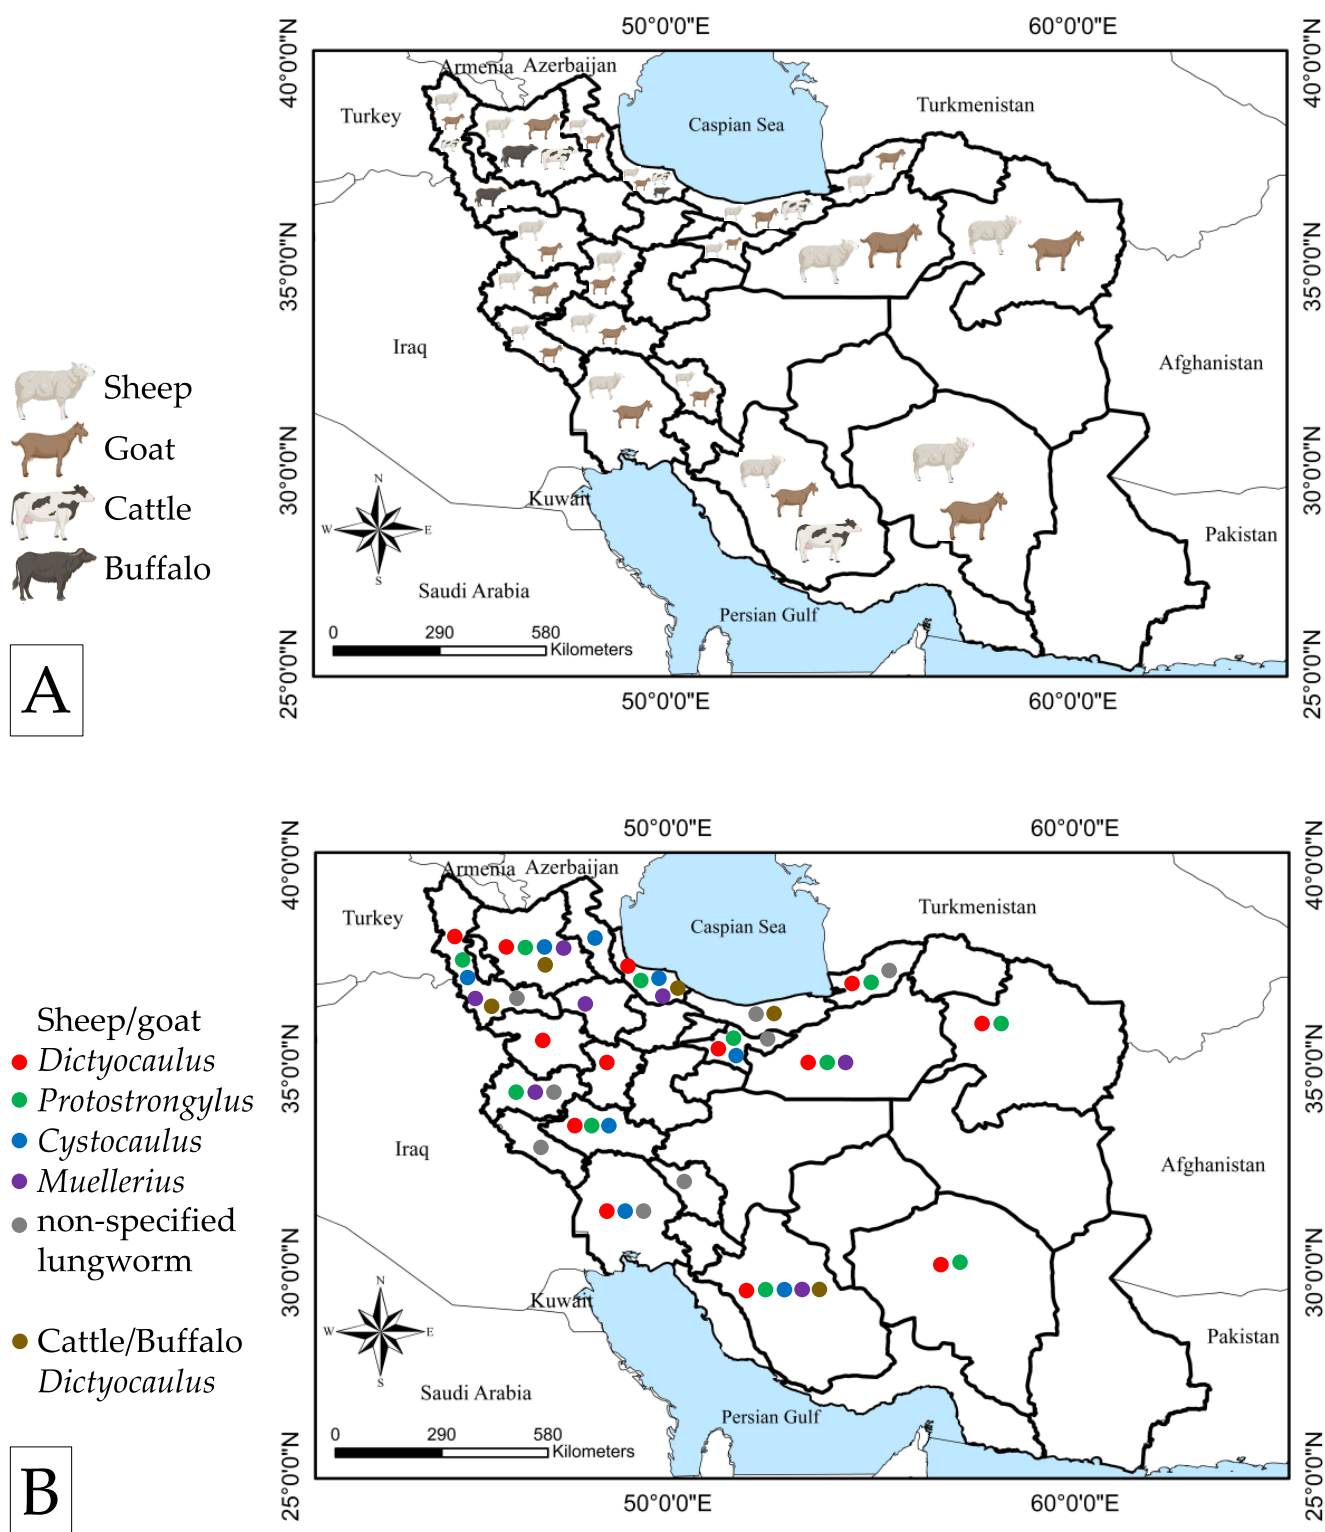 50°0'0"E 60°0'0"E
40°0'0"N 40°0'0"N
Armenia Azerbaijan
Turkey
Caspian Sea
Turkmenistan
35°0'0"N 35°0'0"N
Iraq
Afghanistan
Sheep
Goat
Cattle
Buffalo
30°0'0"N 30°0'0"N
N
W E
S
Kuwait
Pakistan
Saudi Arabia
Persian Gulf
0 290 580
Kilometers
25°0'0"N 25°0'0"N
A
50°0'0"E 60°0'0"E
50°0'0"E 60°0'0"E
40°0'0"N 40°0'0"N
Armenia Azerbaijan
Turkey
Caspian Sea
Turkmenistan
35°0'0"N 35°0'0"N
Iraq
Afghanistan
Sheep/goat
Dictyocaulus
Protostrongylus
Cystocaulus
Muellerius
non-specified
lungworm
Cattle/Buffalo
Dictyocaulus
30°0'0"N 30°0'0"N
N
W E
S
Kuwait
Pakistan
Saudi Arabia
Persian Gulf
0 290 580
Kilometers
25°0'0"N 25°0'0"N
B
50°0'0"E 60°0'0"E